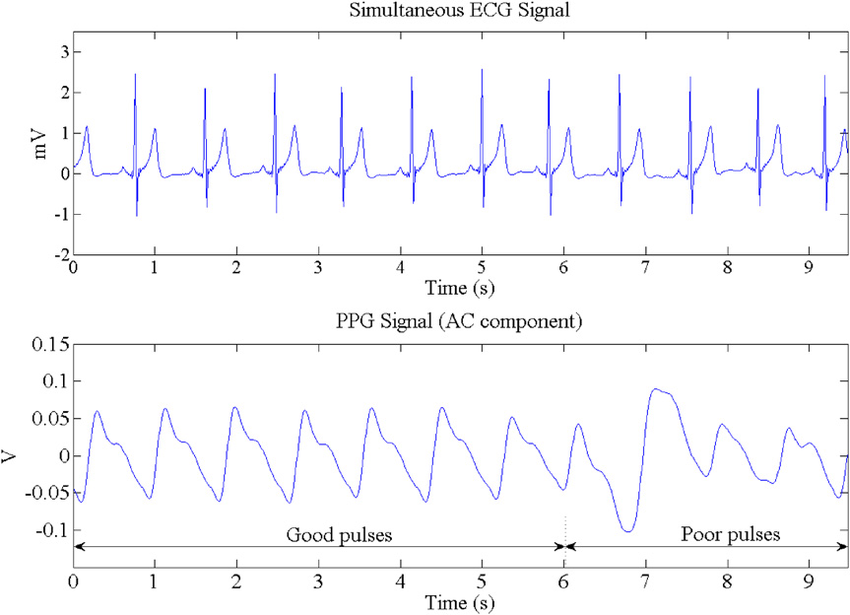 Simultaneous ECG Signal
3
2
1
0
-1
-2
mV
0 1 2 3 4 5 6 7 8 9
Time (s)
PPG Signal (AC component)
0.15
0.1
0.05
0
-0.05
-0.1
V
Good pulses Poor pulses
0 1 2 3 4 5 6 7 8 9
Time (s)